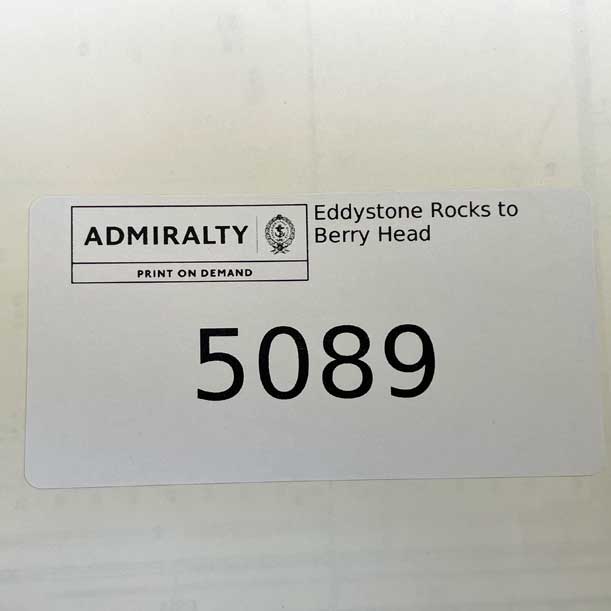 ADMIRALTY
PRINT ON DEMAND
Eddystone Rocks to
Berry Head
5089